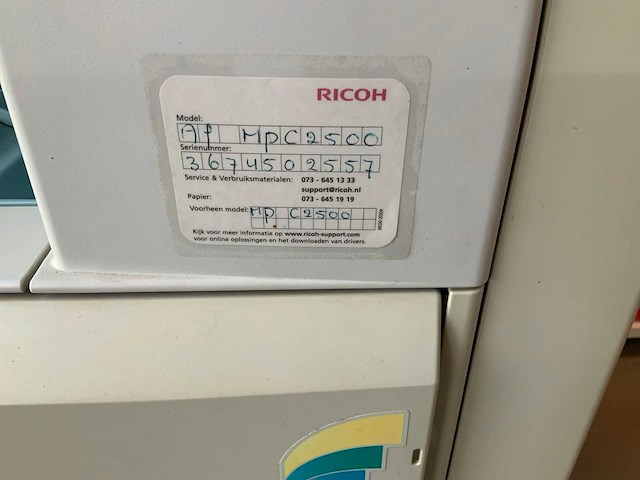 RICOH
Model:
Af MpC2500
Serienummer:
3674502557
Service & Verbruiksmaterialen: 073 - 645 13 33
support@ricoh.nl
Papier: 073 - 645 19 19
Voorheen model: Mp C2500
Kijk voor meer informatie op www.ricoh-support.com
voor online oplossingen en het downloaden van drivers.